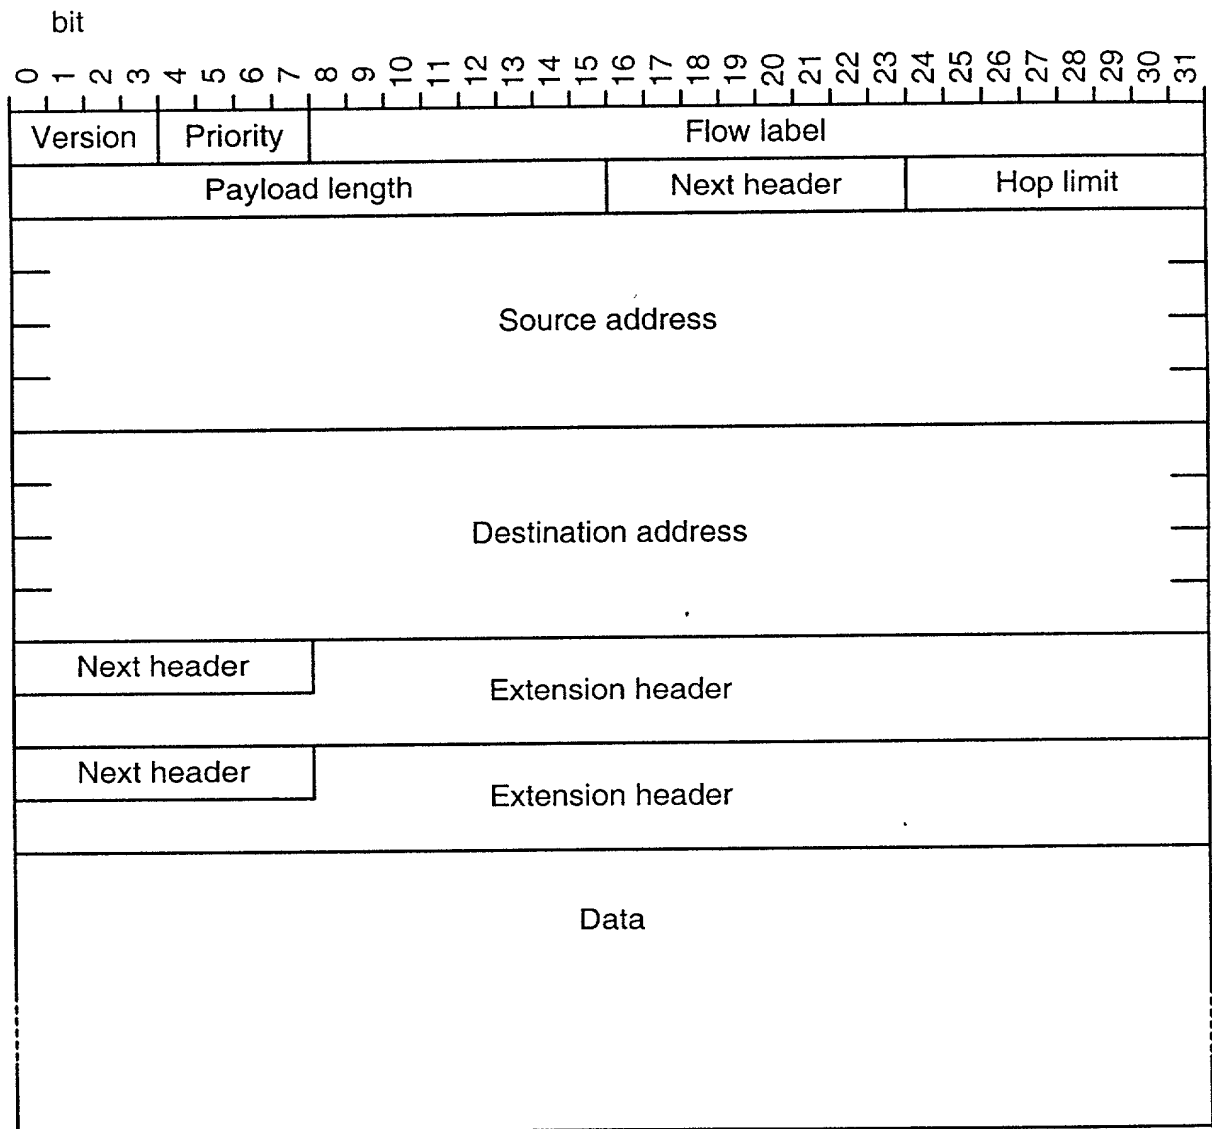 bit
0 1 2 3 4 5 6 7 8 9 10 11 12 13 14 15 16 17 18 19 20 21 22 23 24 25 26 27 28 29 30 31
Version Priority Flow label
Payload length Next header Hop limit
Source address
Destination address
Next header
Extension header
Next header
Extension header
Data